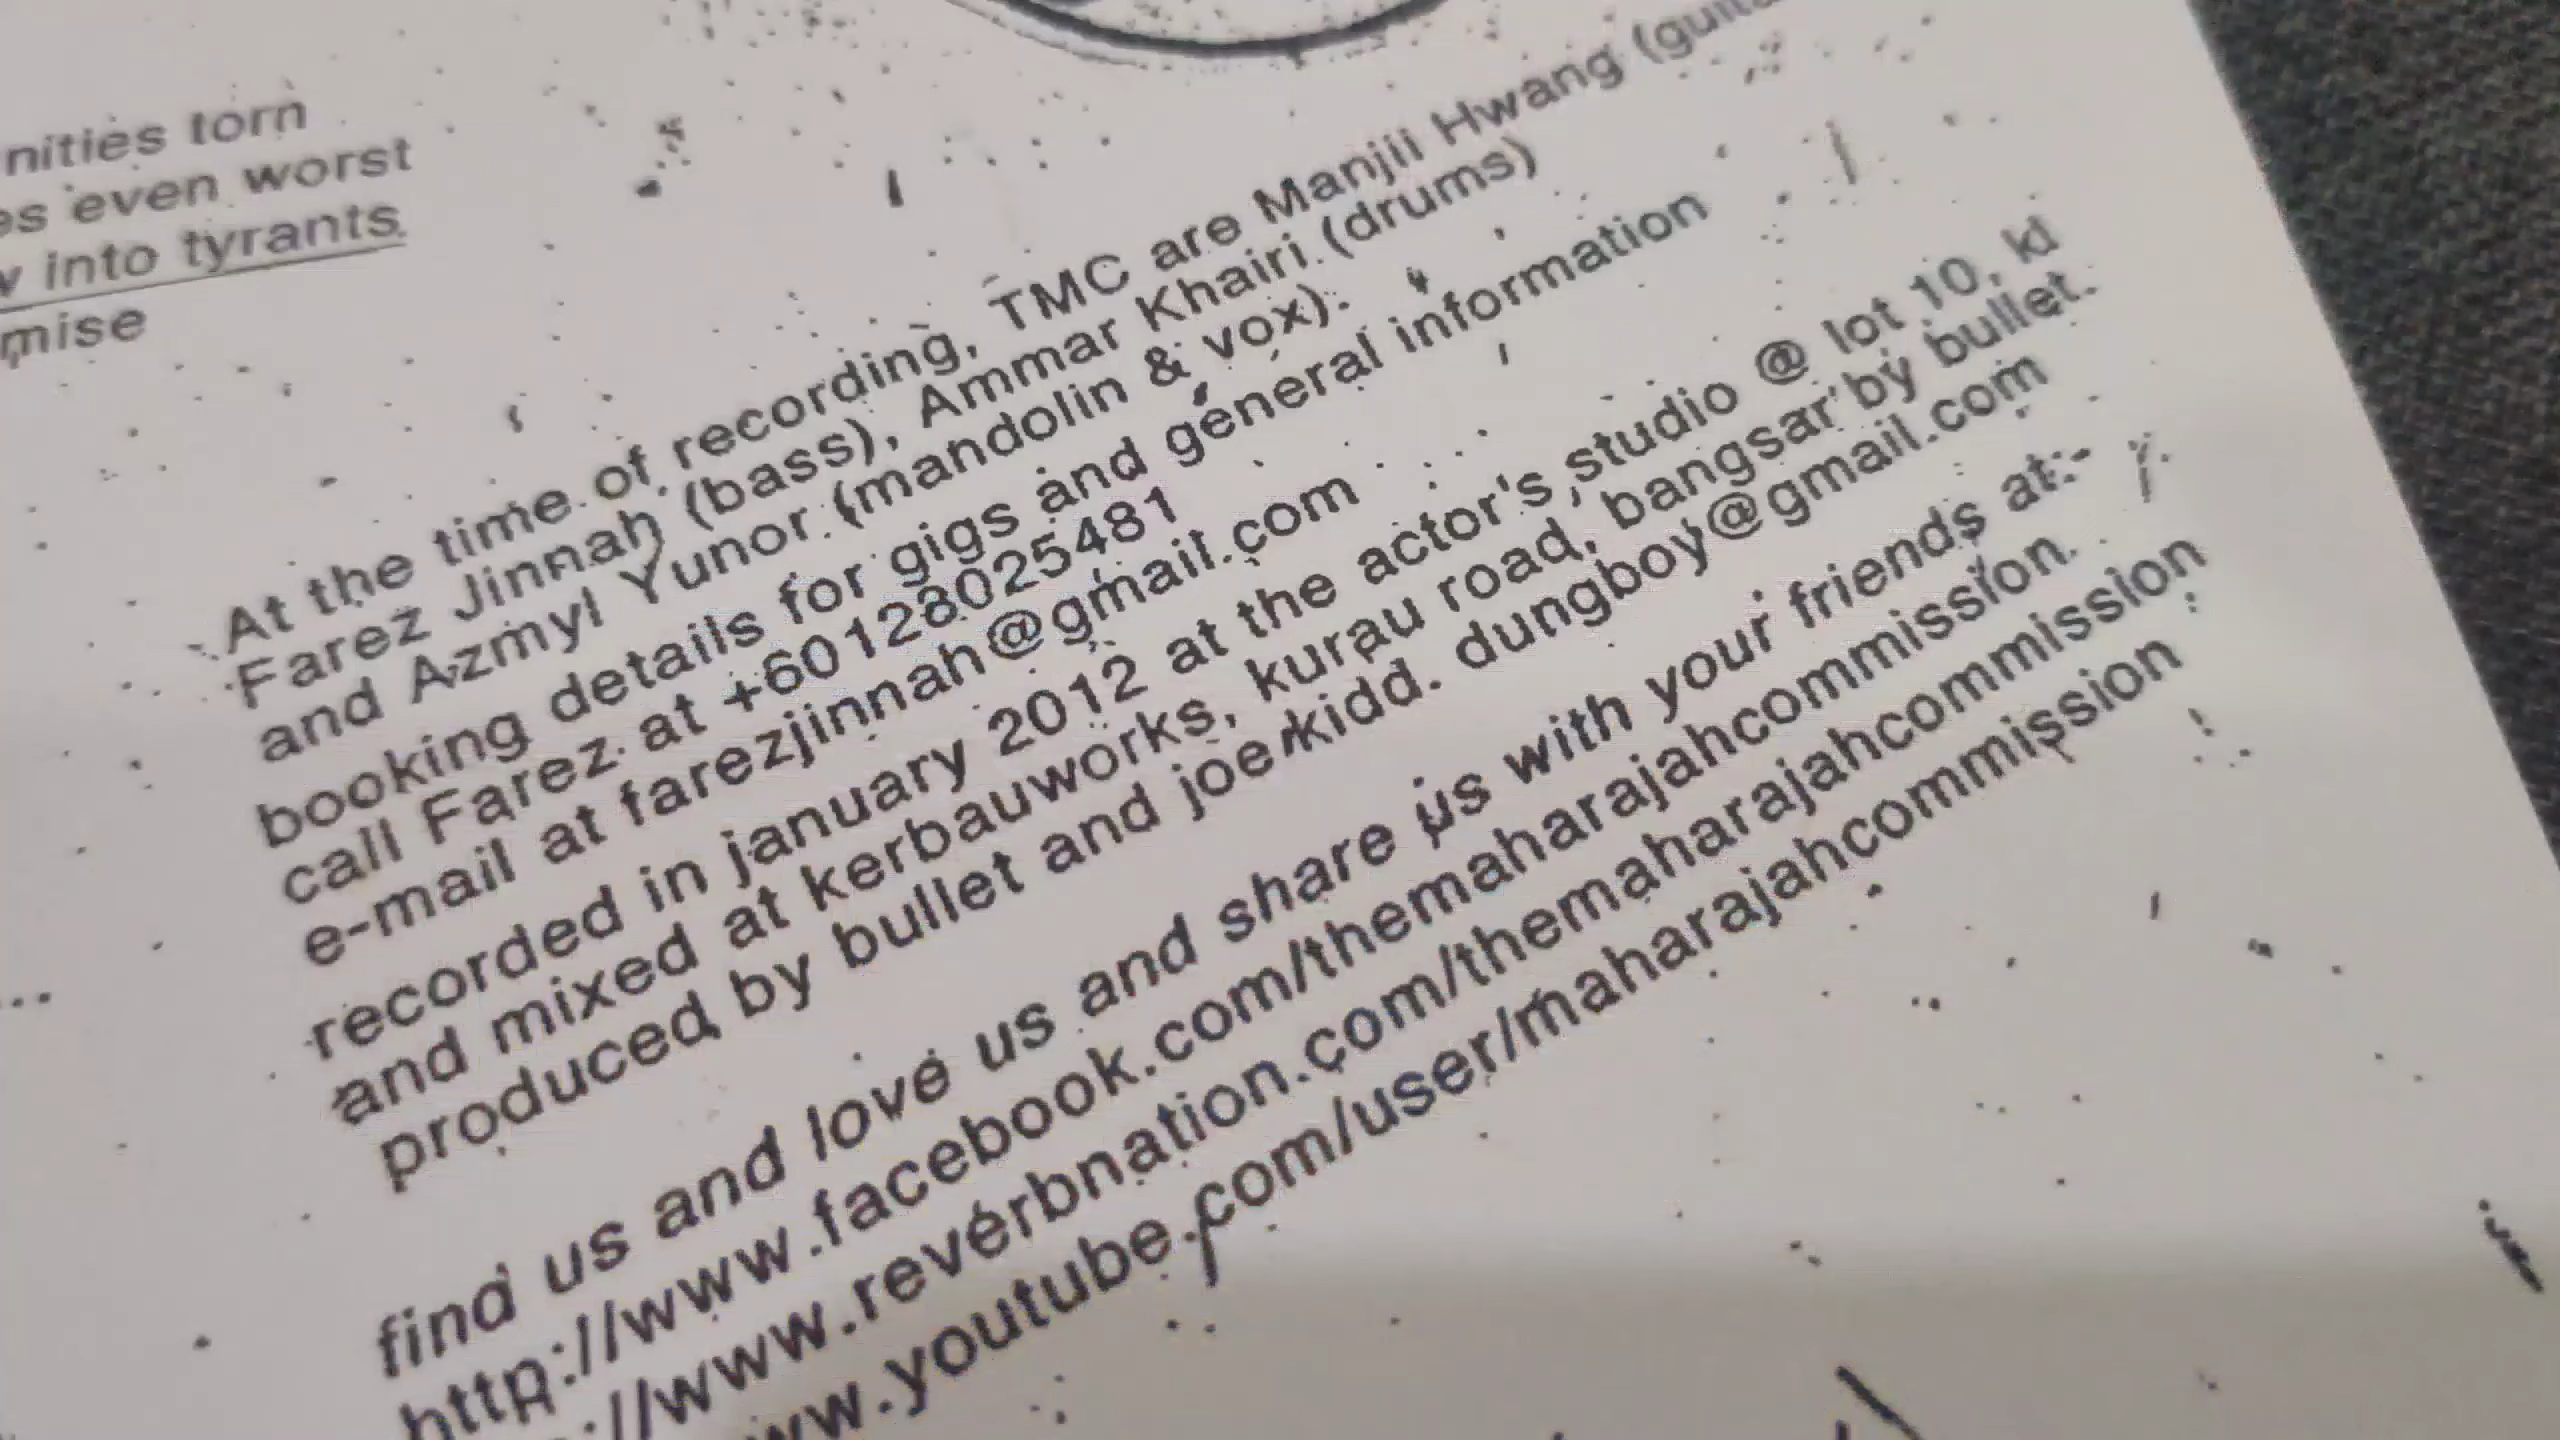 nities torn
es even worst
into tyrants
mise
At the time of recording, TMC are Manjii Hwang
Farez Jinnah (bass), Ammar Khairi (drums)
and Azmyl Yunor (mandolin & vox).
booking details for gigs and general information
call Farez at +60128025481
e-mail at farezjinnah@gmail.com
recorded in january 2012 at the actor's studio @ lot 10, kl
and mixed at kerbauworks, kurau road, bangsar by bullet.
produced by bullet and joe kidd. dungboy@gmail.com
find us and love us and share us with your friends at:-
http://www.facebook.com/themaharajahcommission
://www.reverbnation.com/themaharajahcommission
ww.youtube.com/user/maharajahcommission